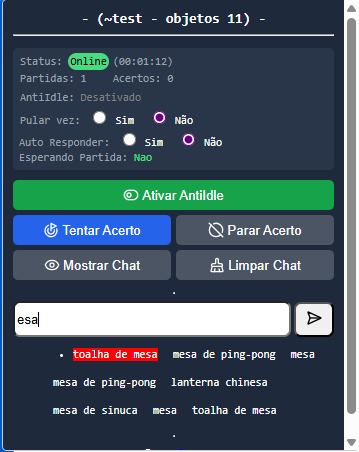 - (~test - objetos 11) -
Status: Online (00:01:12)
Partidas: 1 Acertos: 0
AntiIdle: Desativado
Pular vez: Sim Não
Auto Responder: Sim Não
Esperando Partida: Nao
Ativar AntiIdle
Tentar Acerto Parar Acerto
Mostrar Chat Limpar Chat
.
esa
• toalha de mesa mesa de ping-pong mesa
mesa de ping-pong lanterna chinesa
mesa de sinuca mesa toalha de mesa
.